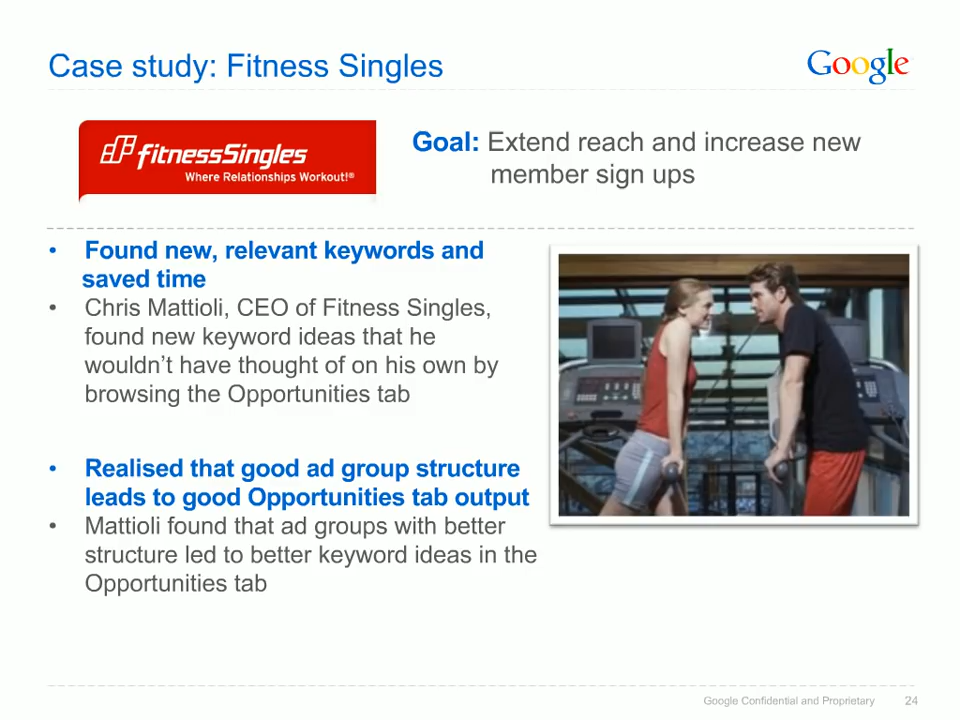 Case study: Fitness Singles
Google
fitnessSingles
Where Relationships Workout!®
Goal: Extend reach and increase new
member sign ups
• Found new, relevant keywords and
saved time
• Chris Mattioli, CEO of Fitness Singles,
found new keyword ideas that he
wouldn’t have thought of on his own by
browsing the Opportunities tab
• Realised that good ad group structure
leads to good Opportunities tab output
• Mattioli found that ad groups with better
structure led to better keyword ideas in the
Opportunities tab
Google Confidential and Proprietary 24